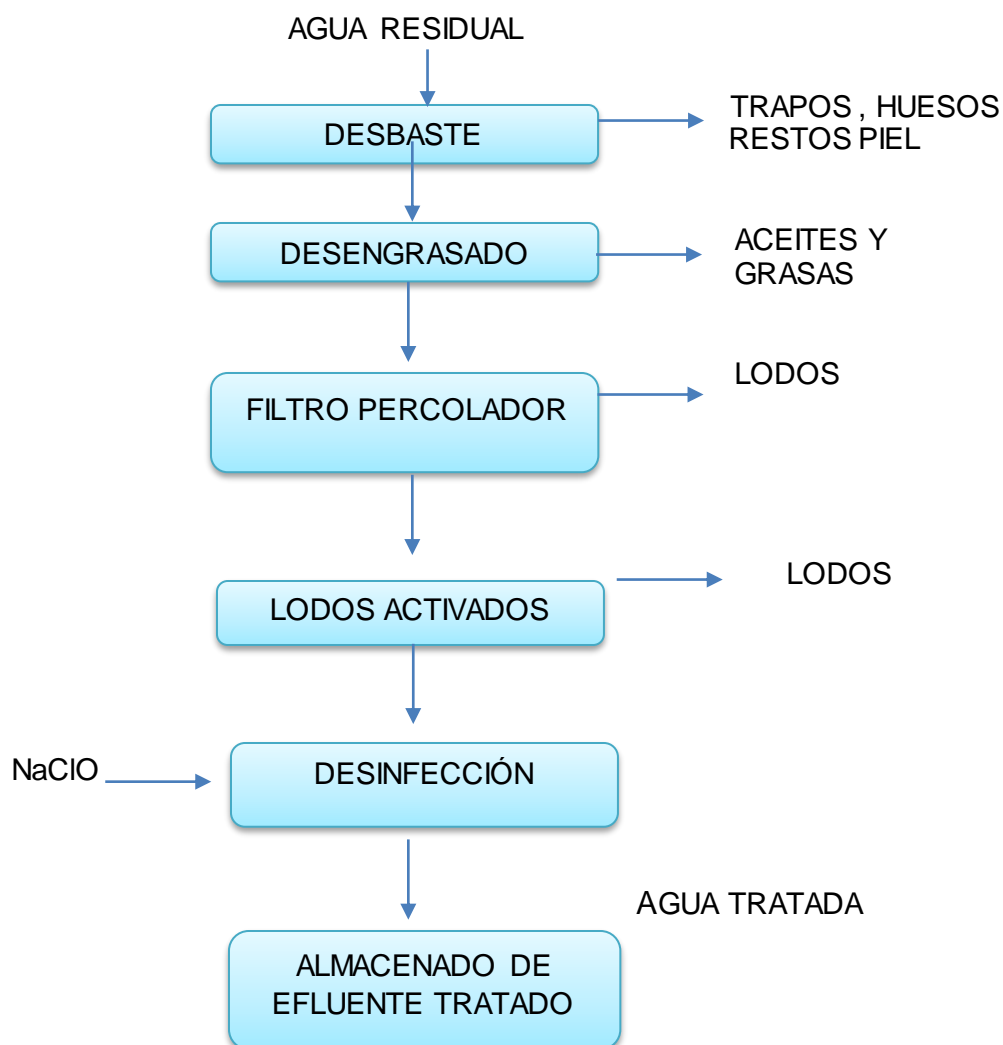 AGUA RESIDUAL
DESBASTE
TRAPOS , HUESOS
RESTOS PIEL
DESENGRASADO
ACEITES Y
GRASAS
FILTRO PERCOLADOR
LODOS
LODOS ACTIVADOS
LODOS
NaClO
DESINFECCIÓN
AGUA TRATADA
ALMACENADO DE
EFLUENTE TRATADO